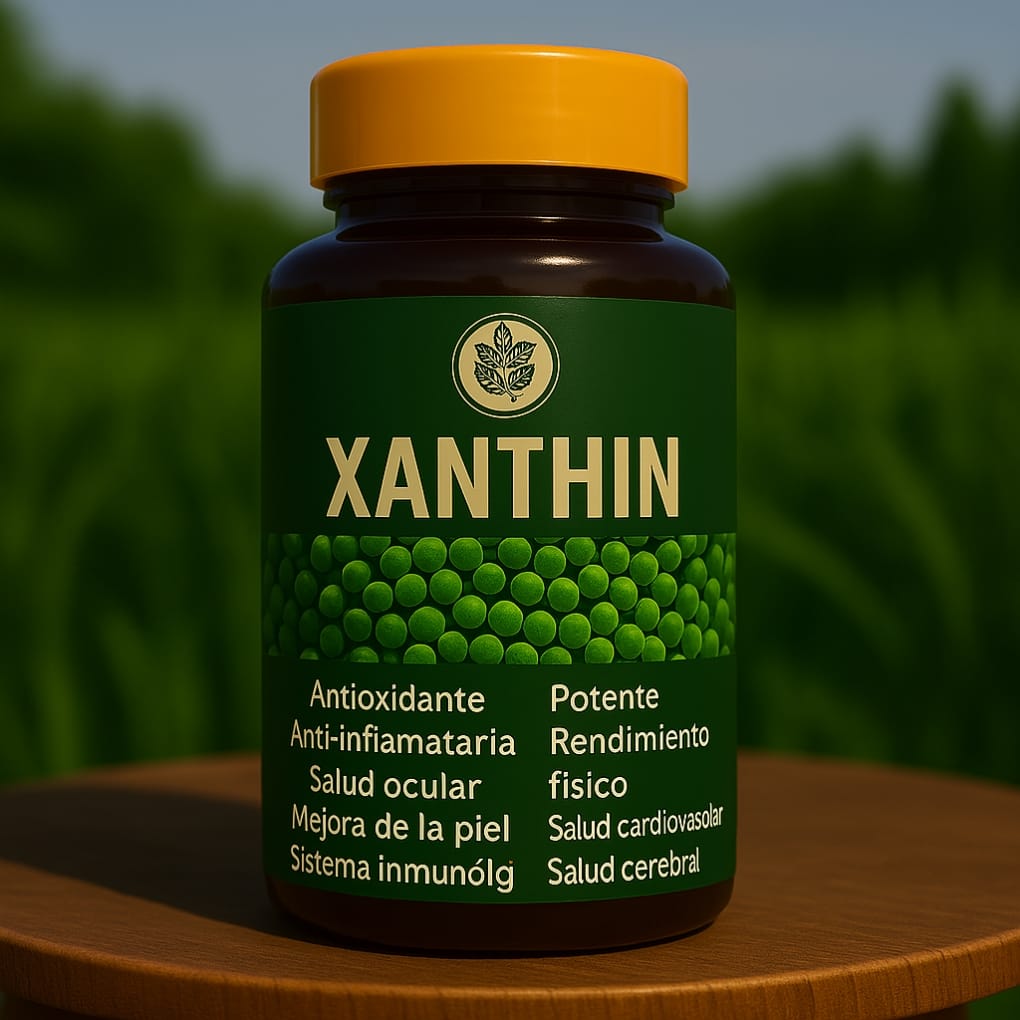 XANTHIN
Antioxidante
Anti-infiamataria
Salud ocular
Mejora de la piel
Sistema inmunólg
Potente
Rendimiento
fisico
Salud cardiovasolar
Salud cerebral